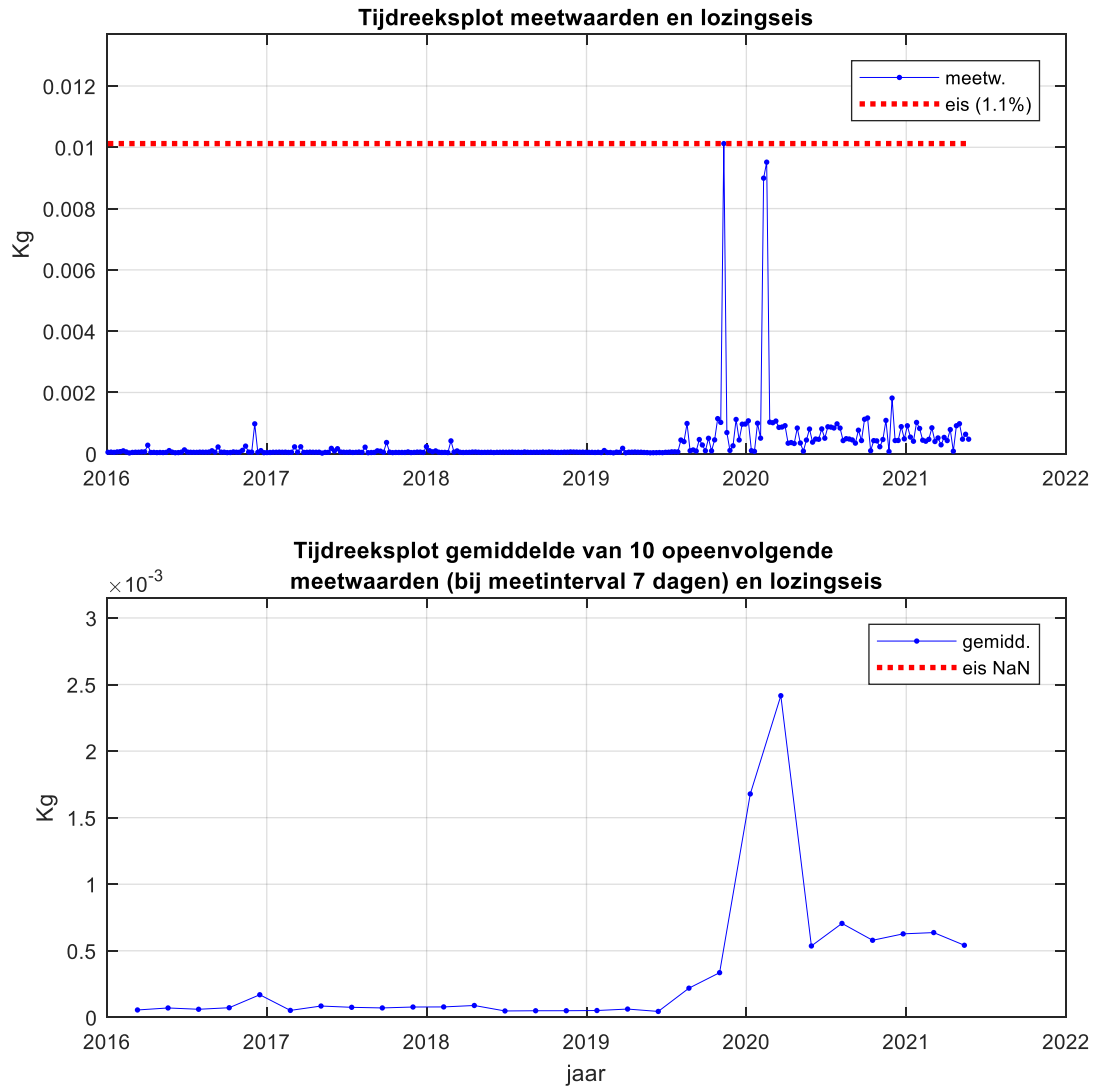 Tijdreeksplot meetwaarden en lozingseis
0.012
0.01
0.008
0.006
0.004
0.002
0
Kg
meetw.
eis (1.1%)
2016 2017 2018 2019 2020 2021 2022
Tijdreeksplot gemiddelde van 10 opeenvolgende
meetwaarden (bij meetinterval 7 dagen) en lozingseis
×10-3
3
2.5
2
1.5
1
0.5
0
Kg
gemidd.
eis NaN
2016 2017 2018 2019 2020 2021 2022
jaar